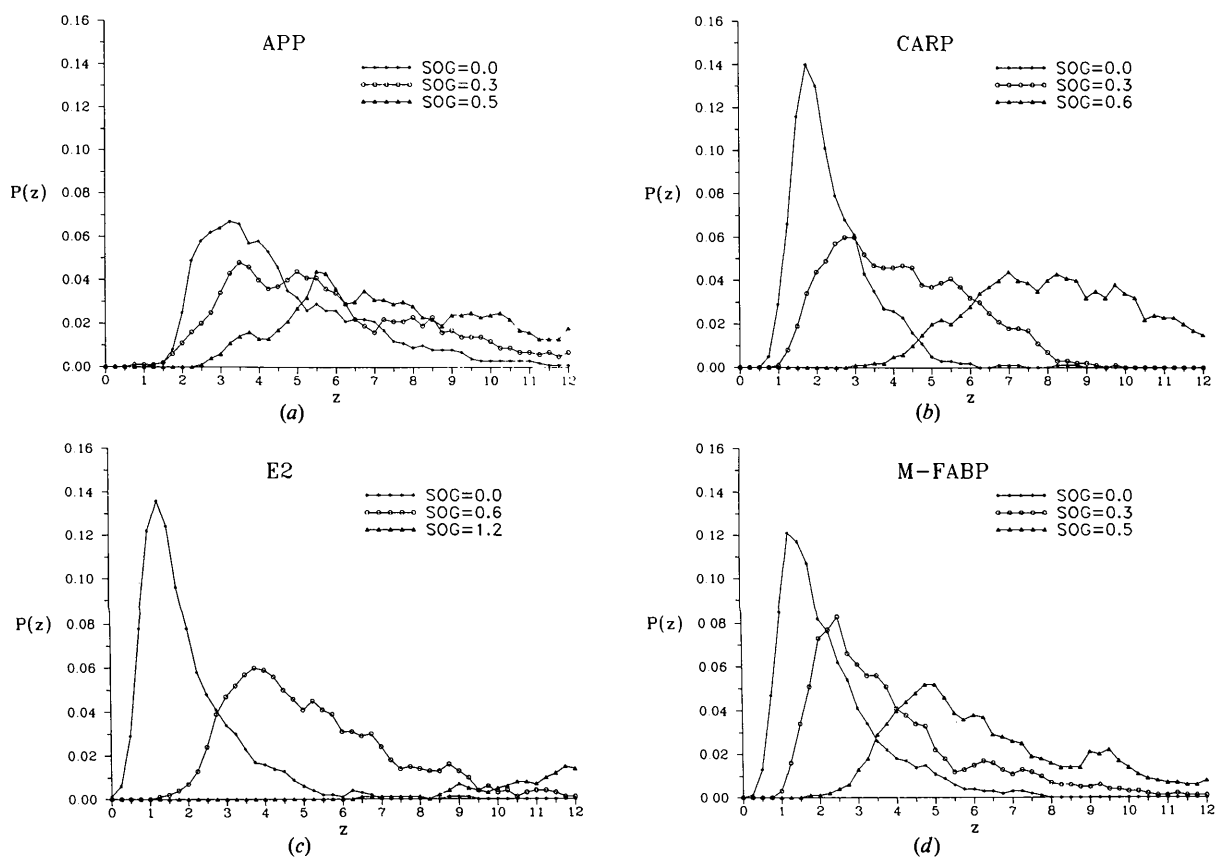 APP
SOG=0.0
SOG=0.3
SOG=0.5
P(z)
0.16
0.14
0.12
0.10
0.08
0.06
0.04
0.02
0.00
0 1 2 3 4 5 6 7 8 9 10 11 12
z
(a)
CARP
SOG=0.0
SOG=0.3
SOG=0.6
P(z)
0.16
0.14
0.12
0.10
0.08
0.06
0.04
0.02
0.00
0 1 2 3 4 5 6 7 8 9 10 11 12
z
(b)
E2
SOG=0.0
SOG=0.6
SOG=1.2
P(z)
0.16
0.14
0.12
0.10
0.08
0.06
0.04
0.02
0.00
0 1 2 3 4 5 6 7 8 9 10 11 12
z
(c)
M-FABP
SOG=0.0
SOG=0.3
SOG=0.5
P(z)
0.16
0.14
0.12
0.10
0.08
0.06
0.04
0.02
0.00
0 1 2 3 4 5 6 7 8 9 10 11 12
z
(d)